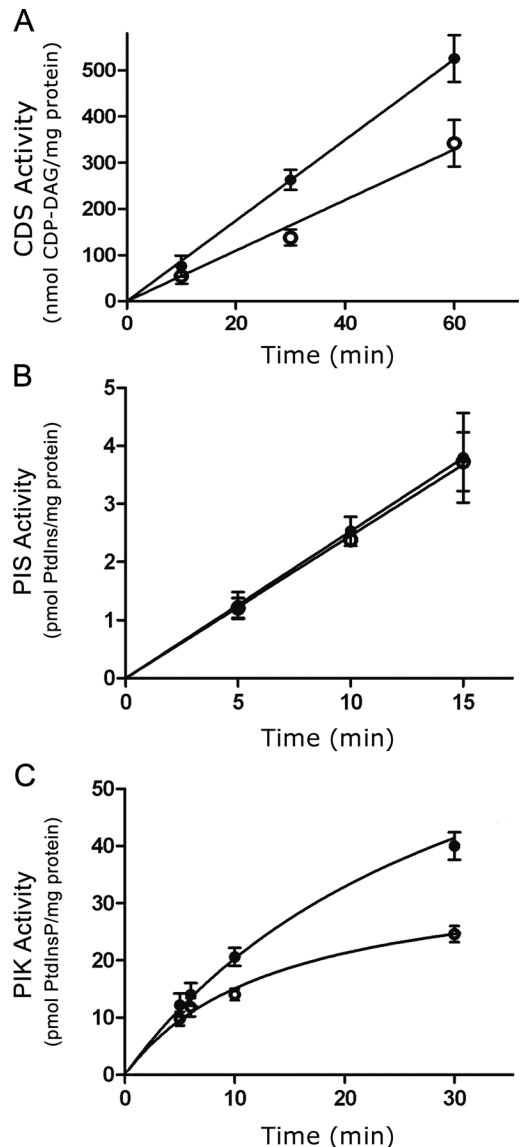 A
CDS Activity
(nmol CDP-DAG/mg protein)
500
400
300
200
100
0
0 20 40 60
Time (min)
B
PIS Activity
(pmol PtdIns/mg protein)
5
4
3
2
1
0
0 5 10 15
Time (min)
C
PIK Activity
(pmol PtdInsP/mg protein)
50
40
30
20
10
0
0 10 20 30
Time (min)